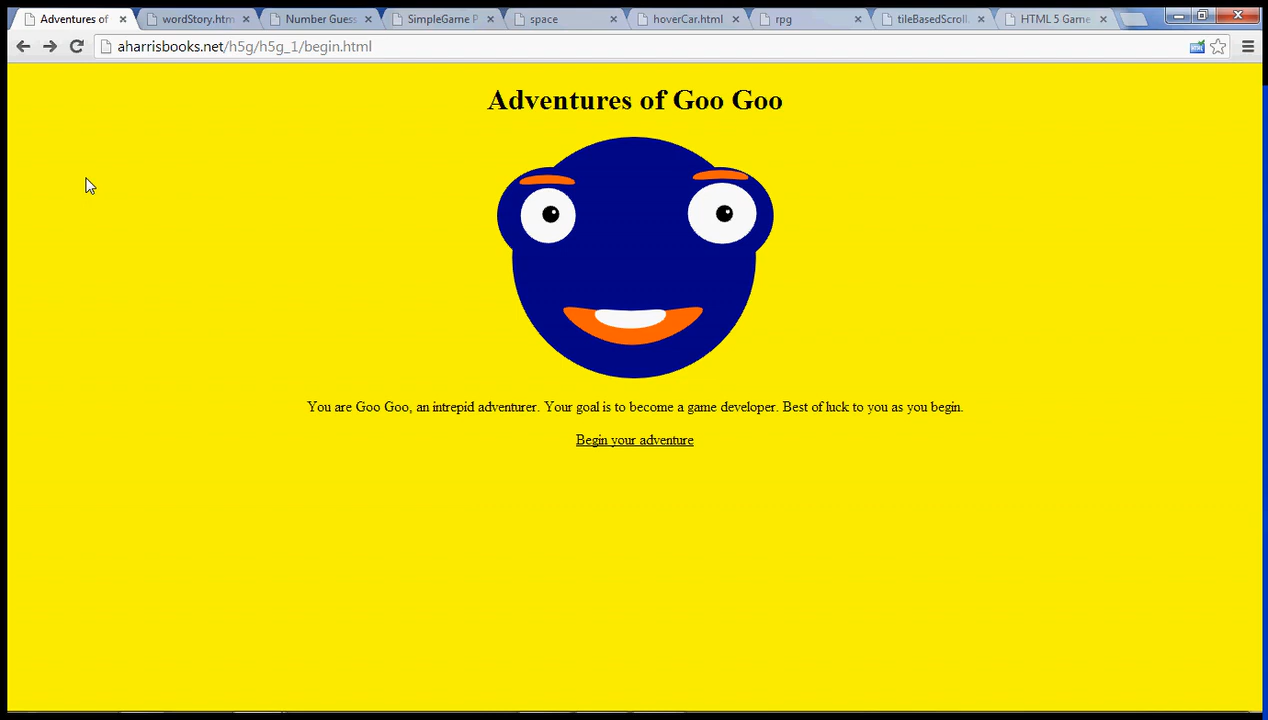 Adventures of
wordStory.htm
Number Guess
SimpleGame P
space
hoverCar.html
rpg
tileBasedScroll.
HTML 5 Game
aharrisbooks.net/h5g/h5g_1/begin.html
Adventures of Goo Goo
You are Goo Goo, an intrepid adventurer. Your goal is to become a game developer. Best of luck to you as you begin.
Begin your adventure